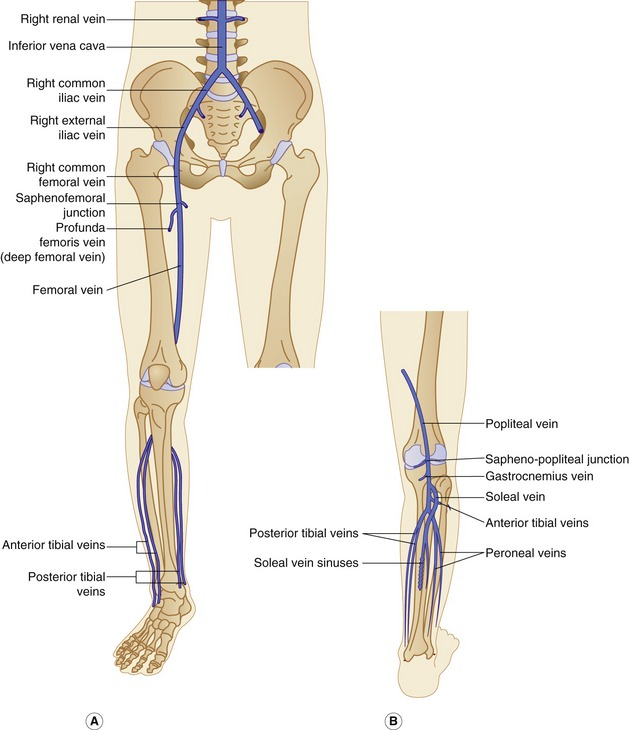 Right renal vein
Inferior vena cava
Right common
iliac vein
Right external
iliac vein
Right common
femoral vein
Saphenofemoral
junction
Profunda
femoris vein
(deep femoral vein)
Femoral vein
Anterior tibial veins
Posterior tibial
veins
A
Popliteal vein
Sapheno-popliteal junction
Gastrocnemius vein
Soleal vein
Anterior tibial veins
Peroneal veins
Posterior tibial veins
Soleal vein sinuses
B